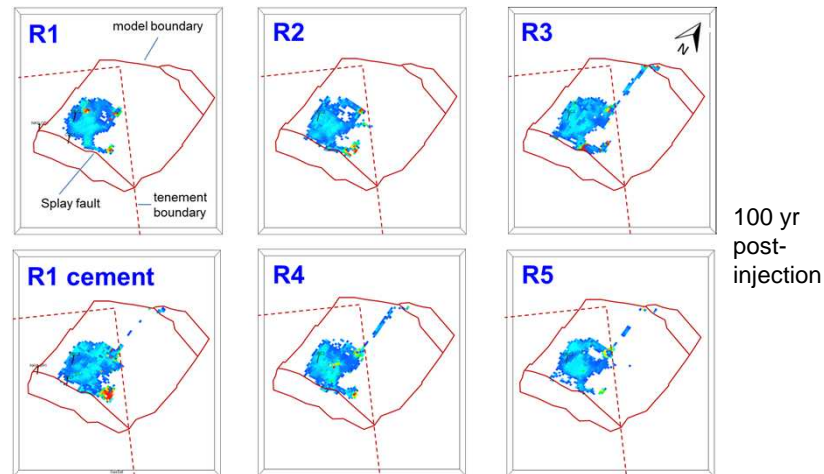 R1
model boundary
Splay fault
tenement
boundary
R2
R3
N
R1 cement
R4
R5
100 yr
post-
injection